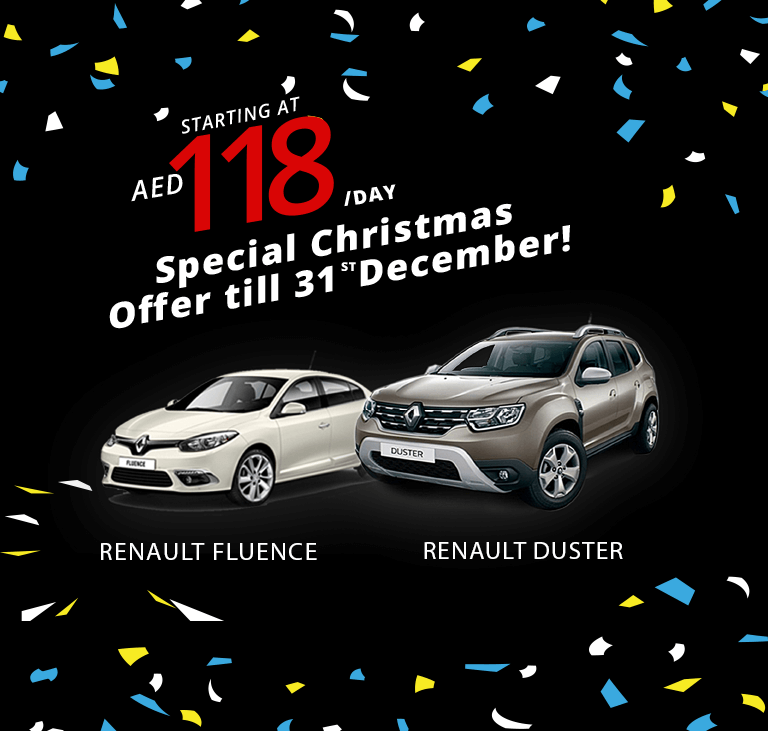 STARTING AT
AED 118 /DAY
Special Christmas
Offer till 31ST December!
FLUENCE
DUSTER
RENAULT FLUENCE
RENAULT DUSTER